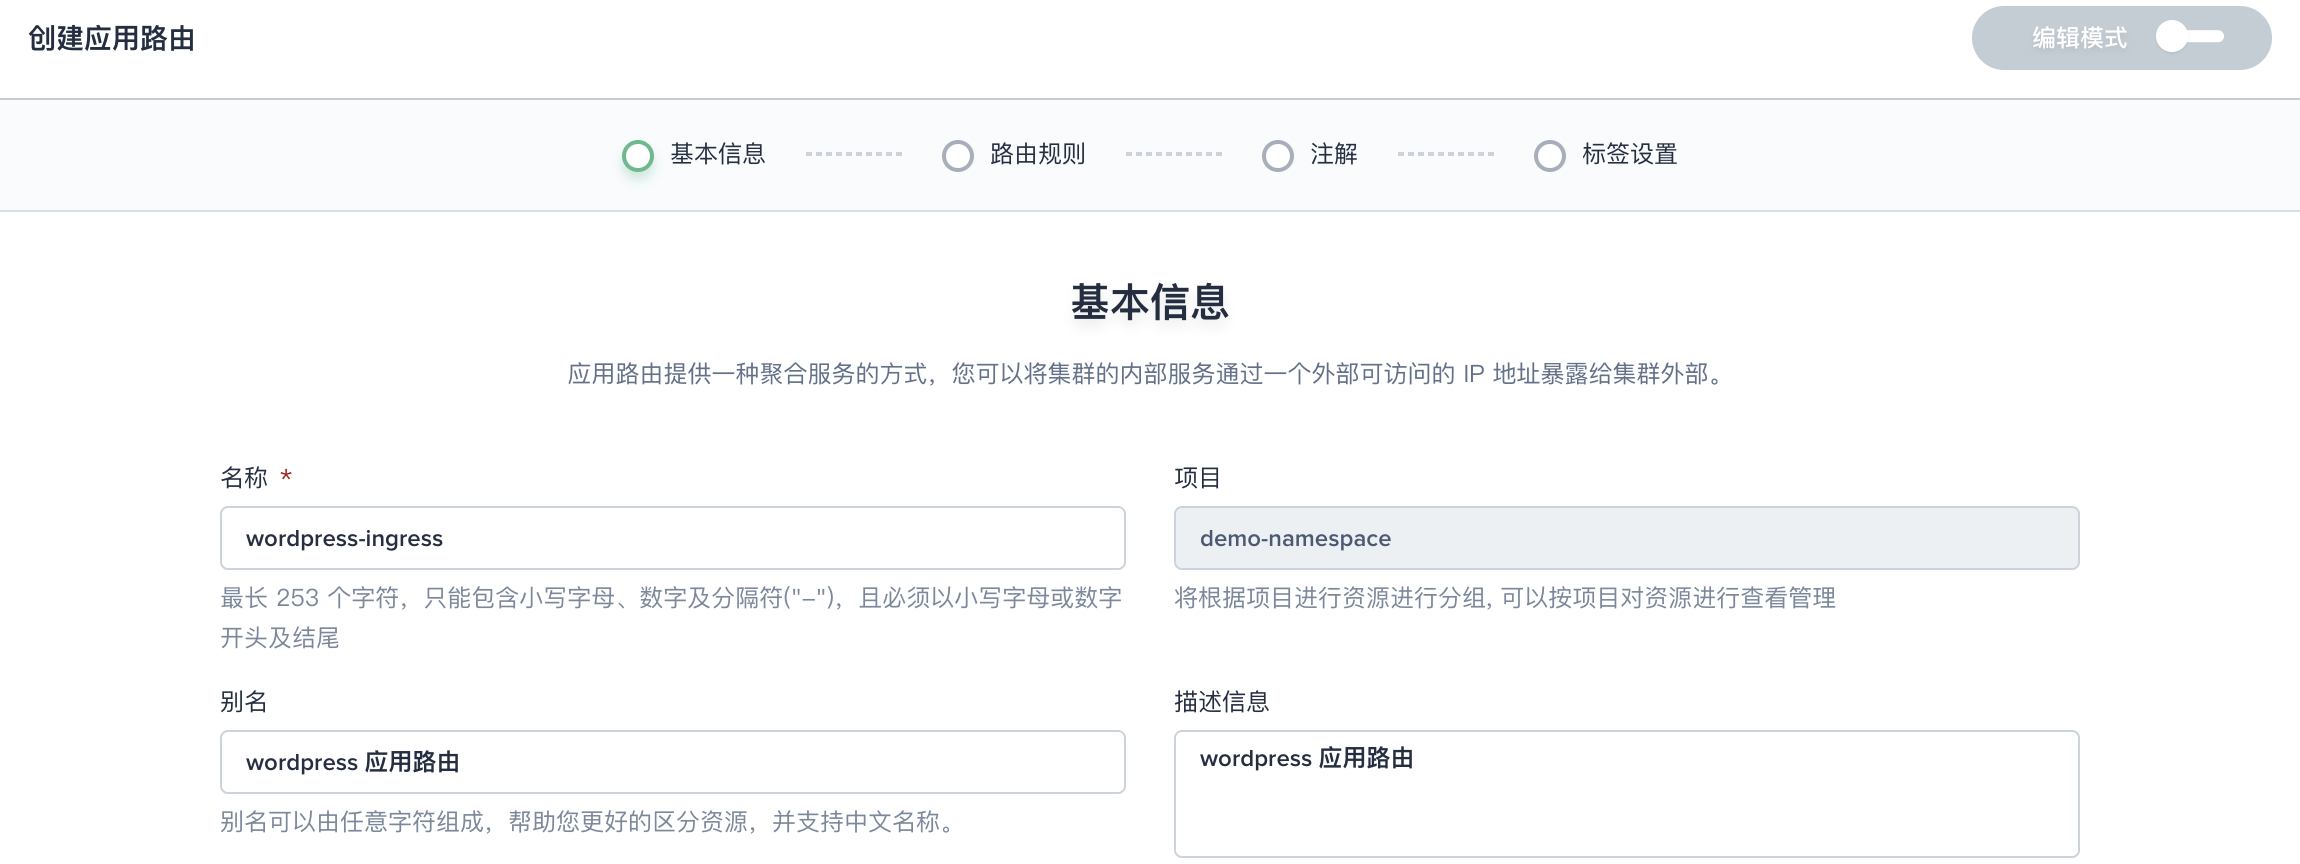 创建应用路由
编辑模式
基本信息
路由规则
注解
标签设置
基本信息
应用路由提供一种聚合服务的方式，您可以将集群的内部服务通过一个外部可访问的 IP 地址暴露给集群外部。
名称 *
wordpress-ingress
最长 253 个字符，只能包含小写字母、数字及分隔符("-")，且必须以小写字母或数字
开头及结尾
项目
demo-namespace
将根据项目进行资源进行分组, 可以按项目对资源进行查看管理
别名
wordpress 应用路由
别名可以由任意字符组成，帮助您更好的区分资源，并支持中文名称。
描述信息
wordpress 应用路由